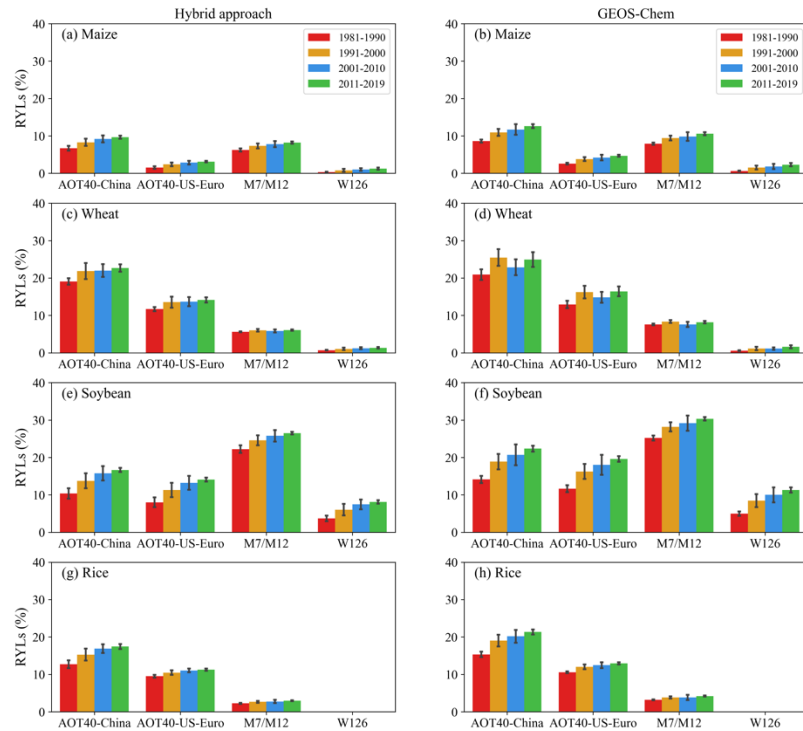 Hybrid approach
GEOS-Chem
(a) Maize
1981-1990
1991-2000
2001-2010
2011-2019
RYLs (%)
40
30
20
10
0
AOT40-China AOT40-US-Euro M7/M12 W126
(b) Maize
1981-1990
1991-2000
2001-2010
2011-2019
40
30
20
10
0
AOT40-China AOT40-US-Euro M7/M12 W126
(c) Wheat
RYLs (%)
40
30
20
10
0
AOT40-China AOT40-US-Euro M7/M12 W126
(d) Wheat
40
30
20
10
0
AOT40-China AOT40-US-Euro M7/M12 W126
(e) Soybean
RYLs (%)
40
30
20
10
0
AOT40-China AOT40-US-Euro M7/M12 W126
(f) Soybean
40
30
20
10
0
AOT40-China AOT40-US-Euro M7/M12 W126
(g) Rice
RYLs (%)
40
30
20
10
0
AOT40-China AOT40-US-Euro M7/M12 W126
(h) Rice
40
30
20
10
0
AOT40-China AOT40-US-Euro M7/M12 W126